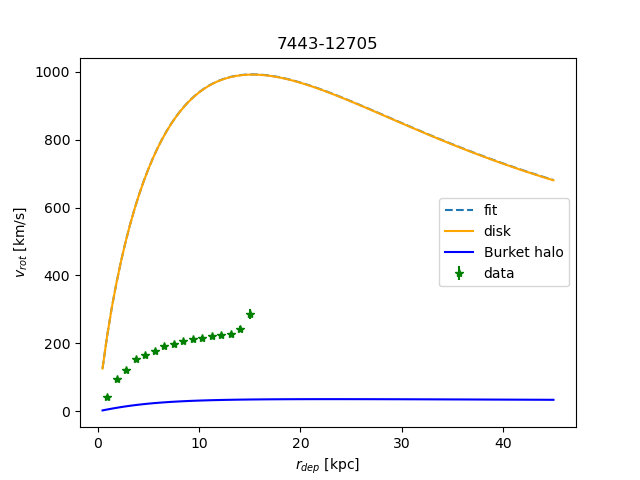 7443-12705
1000
800
600
400
200
0
v_rot [km/s]
fit
disk
Burket halo
data
0 10 20 30 40
r_dep [kpc]